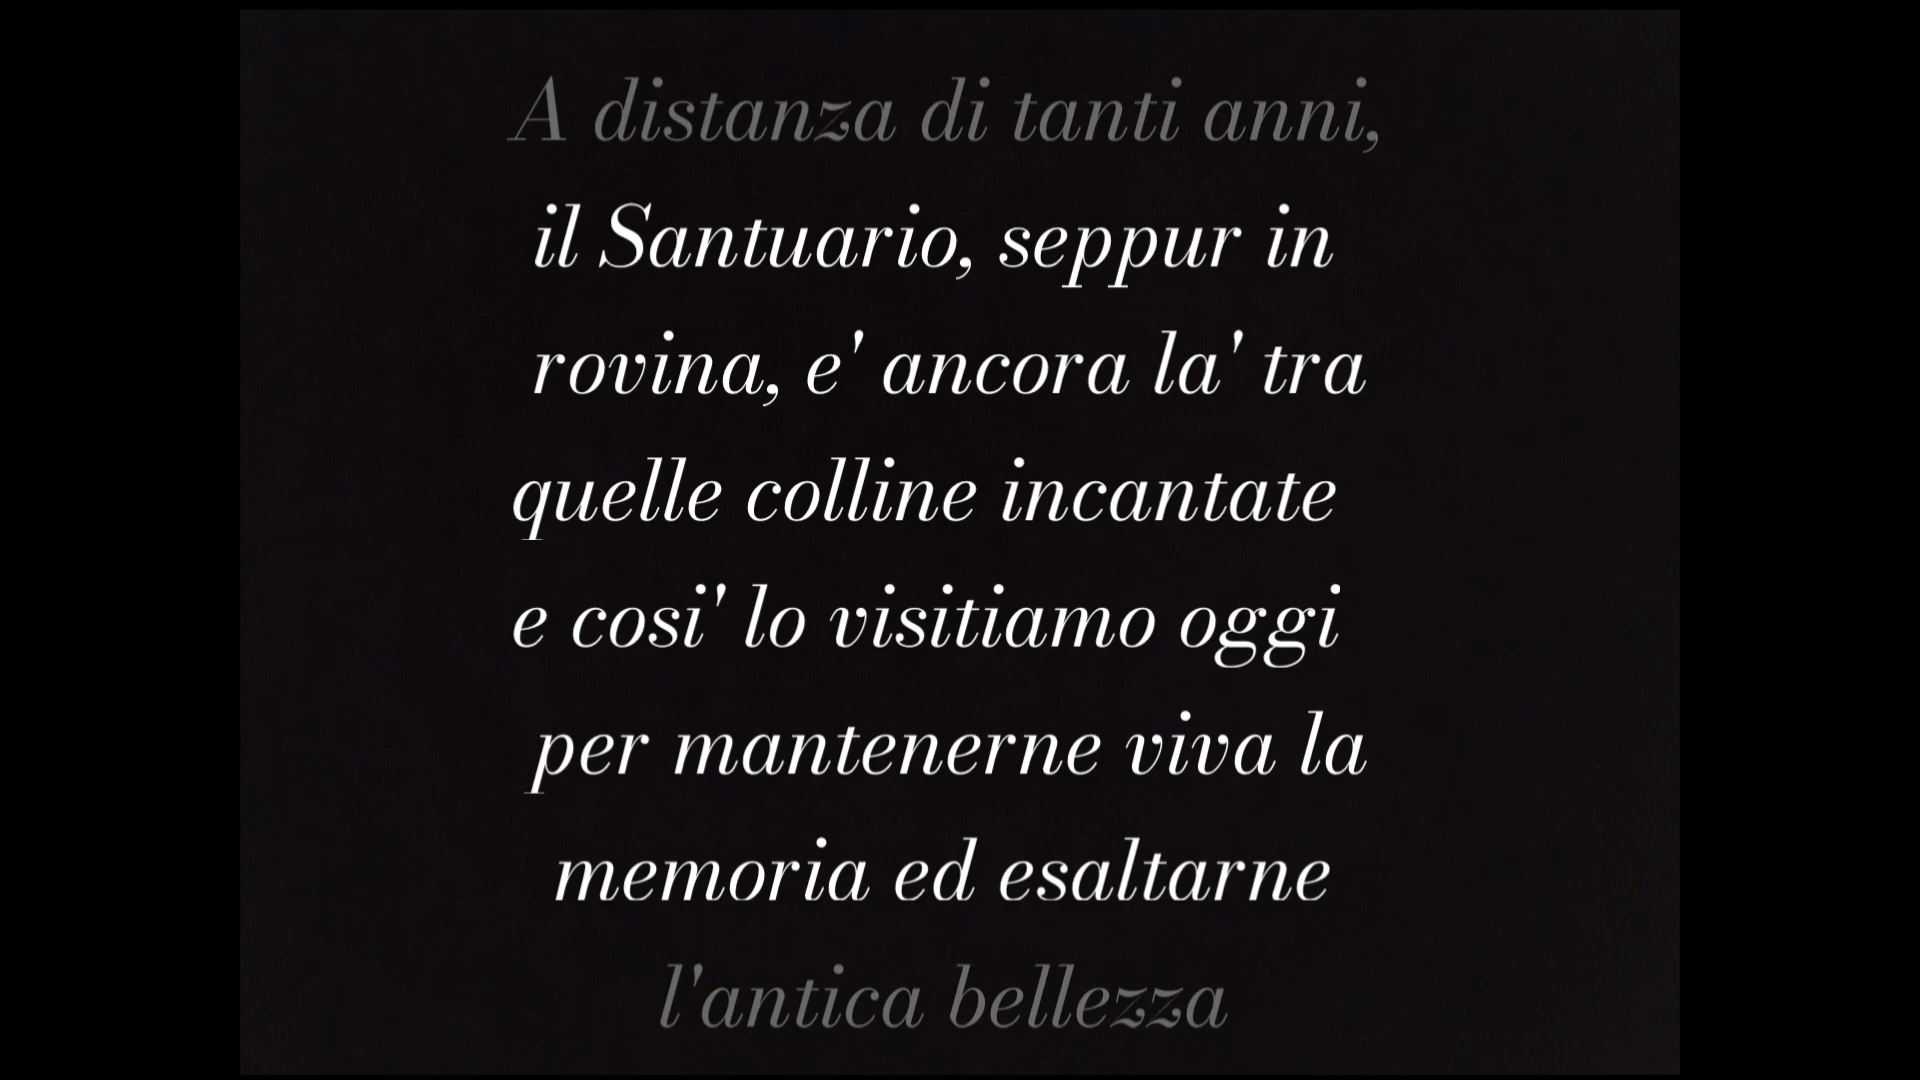 A distanza di tanti anni,
il Santuario, seppur in
rovina, e' ancora la' tra
quelle colline incantate
e cosi' lo visitiamo oggi
per mantenerne viva la
memoria ed esaltarne
l'antica bellezza